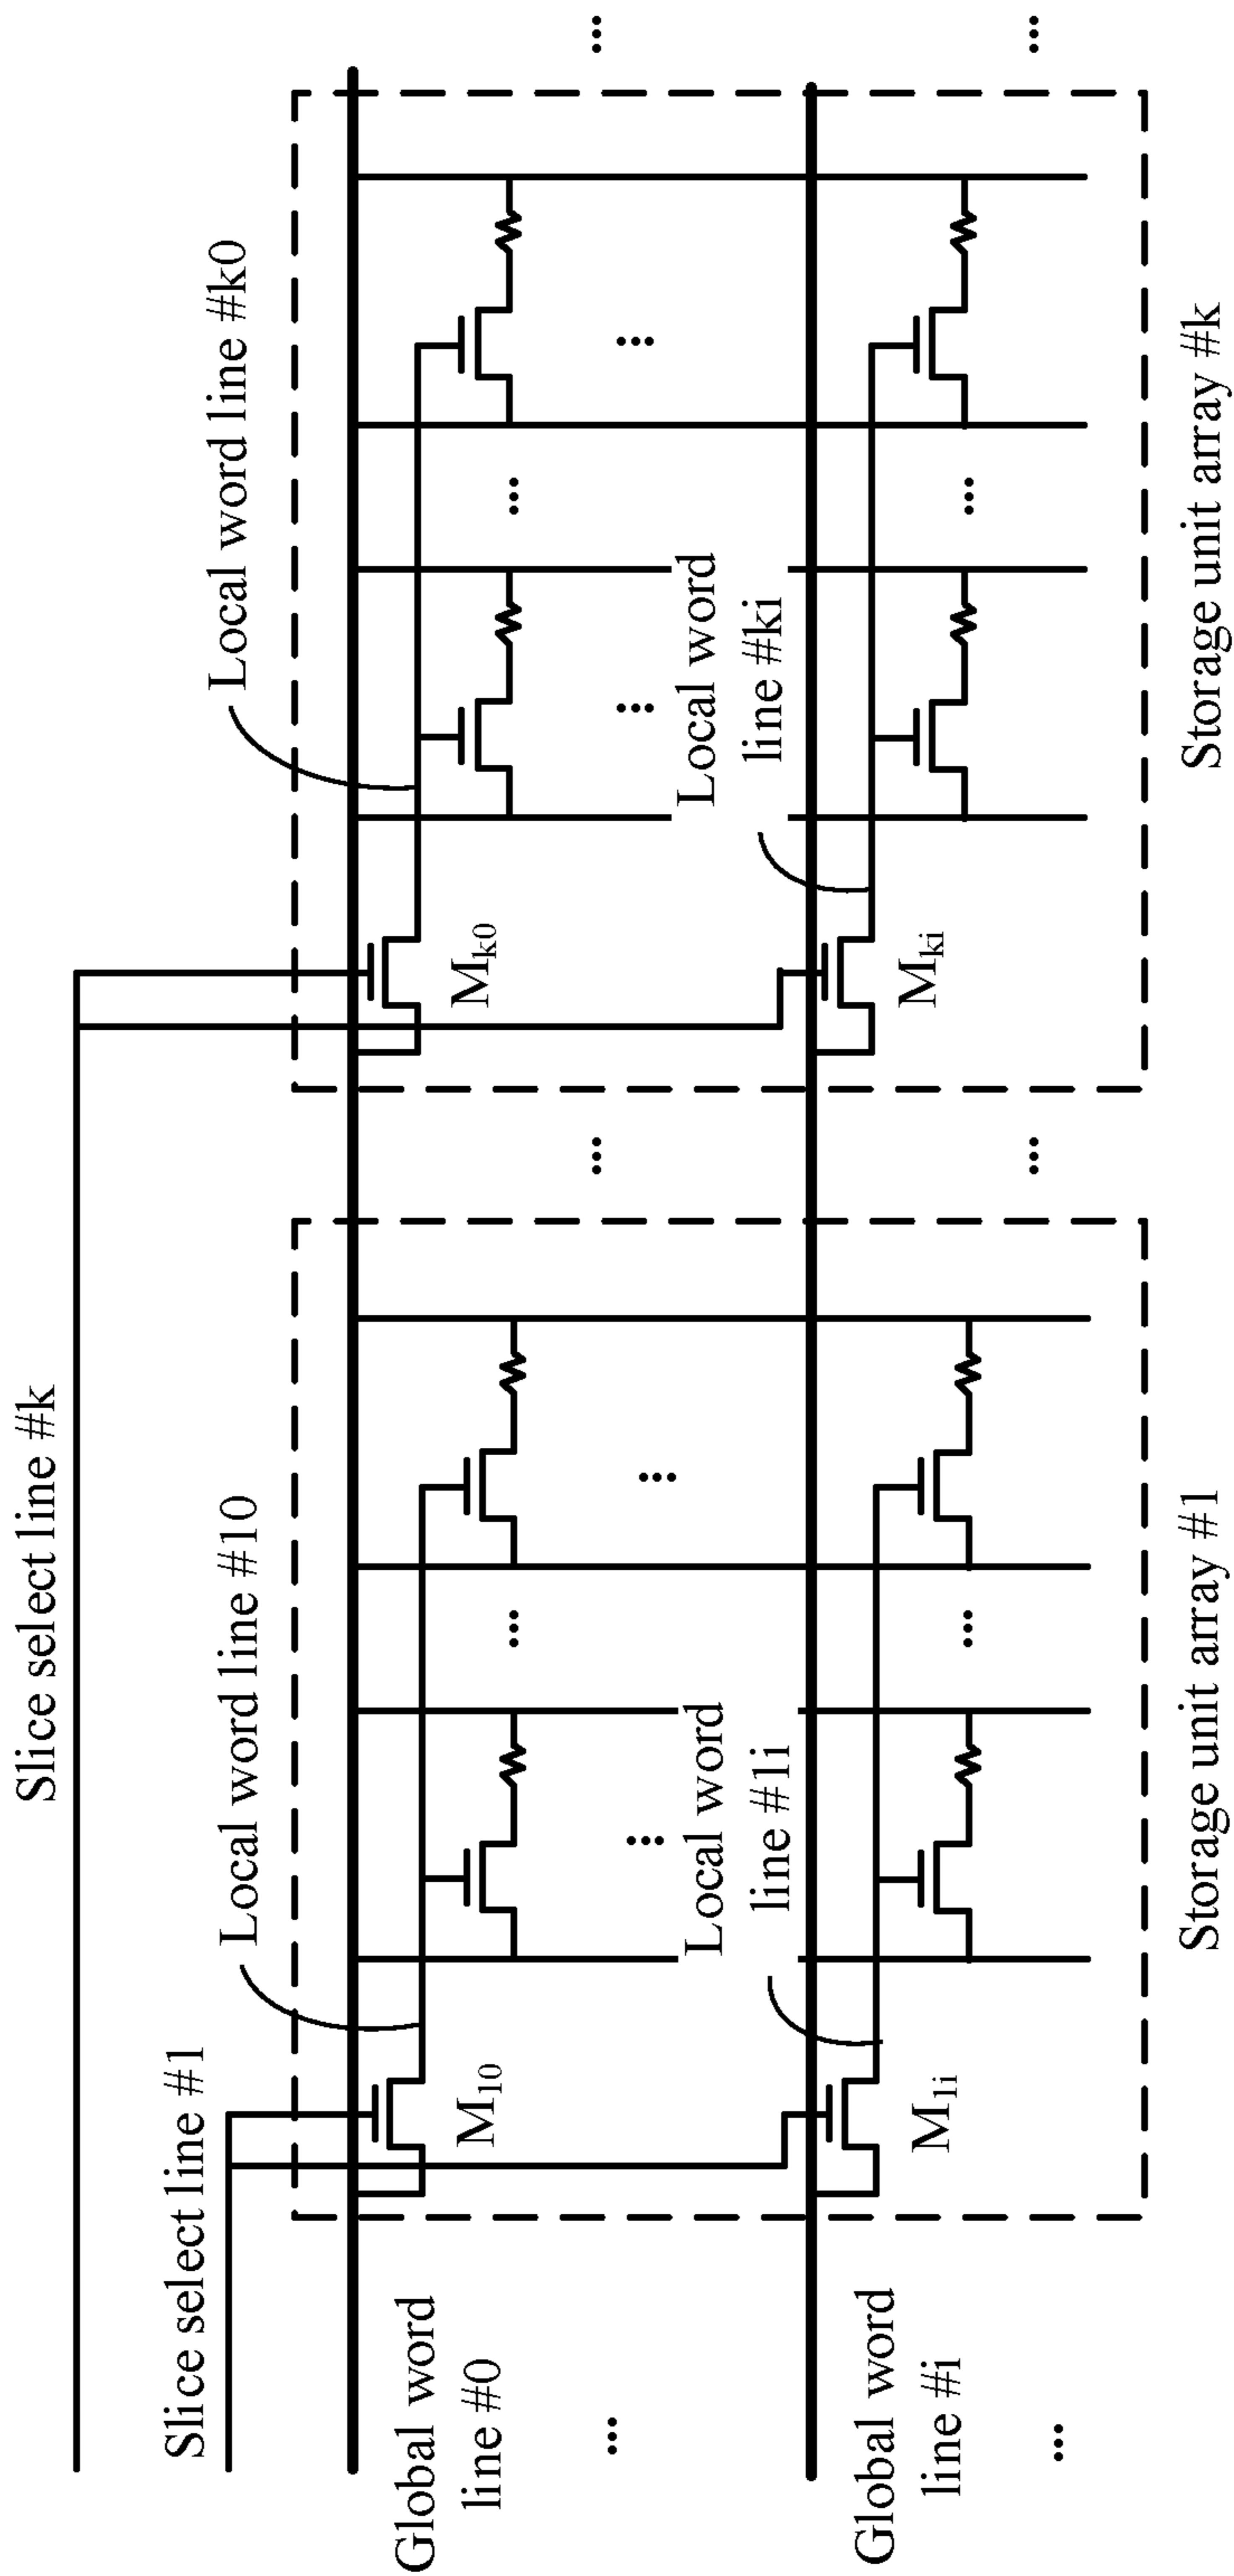 Slice select line #k
Slice select line #1
Local word line #10
Local word line #k0
Global word
line #0
M10
Mk0
Local word
line #1i
Local word
line #ki
Global word
line #i
M1i
Mki
Storage unit array #1
Storage unit array #k